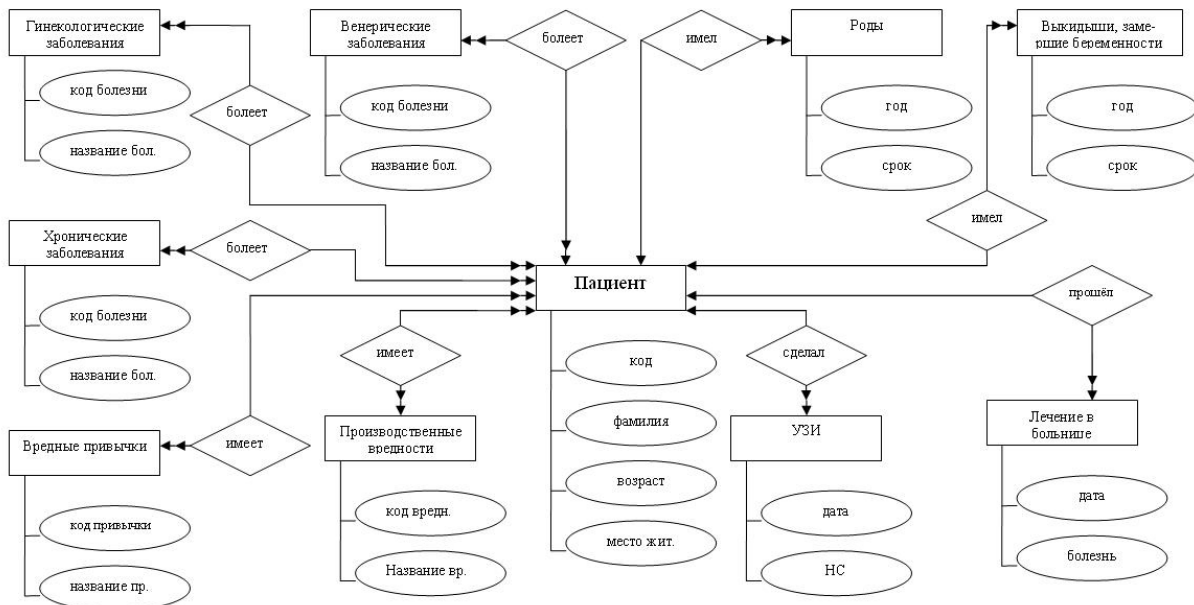 Гинекологические
заболевания
код болезни
название бол.
болеет
Венерические
заболевания
код болезни
название бол.
болеет
имел
Роды
год
срок
Выкидыши, заме-
ршие беременности
год
срок
имел
Хронические
заболевания
код болезни
название бол.
болеет
Пациент
код
фамилия
возраст
место жит.
прошёл
имеет
сделал
Вредные привычки
код привычки
название пр.
имеет
Производственные
вредности
код вредн.
Название вр.
УЗИ
дата
НС
Лечение в
больнице
дата
болезнь